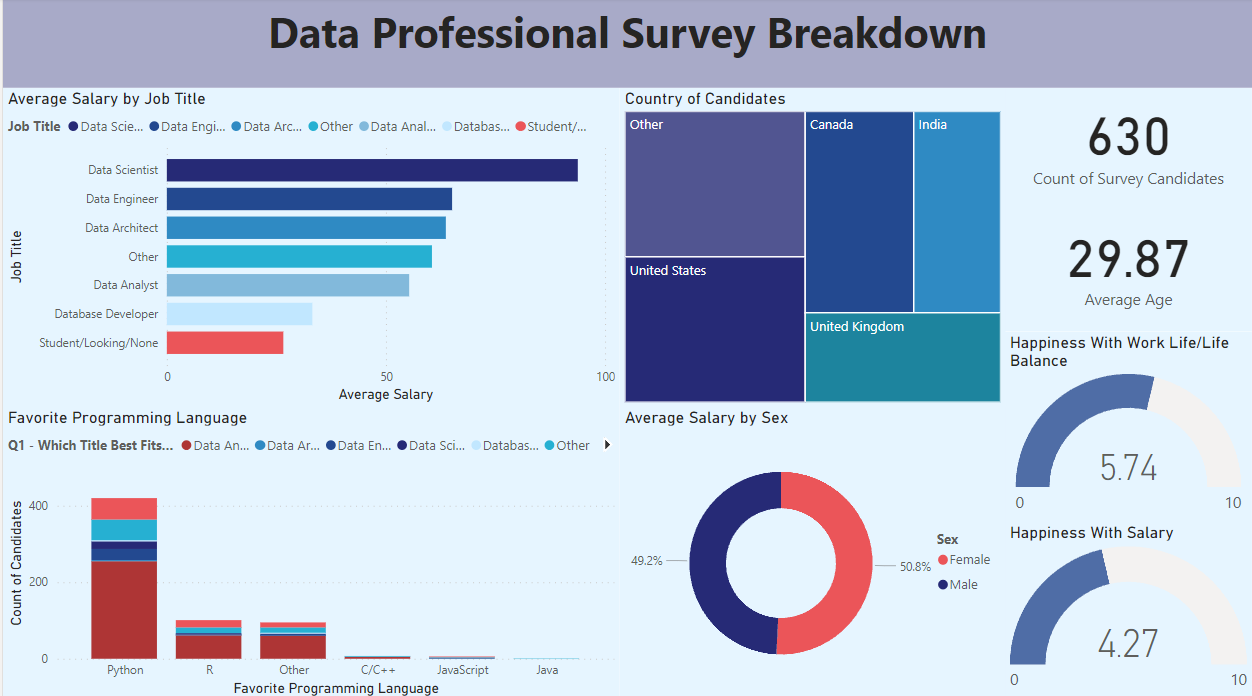 Data Professional Survey Breakdown
Average Salary by Job Title
Job Title Data Scie... Data Engi... Data Arc... Other Data Anal... Databas... Student/...
Job Title
Data Scientist
Data Engineer
Data Architect
Other
Data Analyst
Database Developer
Student/Looking/None
0 50 100
Average Salary
Country of Candidates
Other
Canada
India
United States
United Kingdom
630
Count of Survey Candidates
29.87
Average Age
Happiness With Work Life/Life
Balance
5.74
0 10
Happiness With Salary
4.27
0 10
Favorite Programming Language
Q1 - Which Title Best Fits... Data An... Data Ar... Data En... Data Sci... Databas... Other
Count of Candidates
400
200
0
Python R Other C/C++ JavaScript Java
Favorite Programming Language
Average Salary by Sex
49.2%
50.8%
Sex
Female
Male